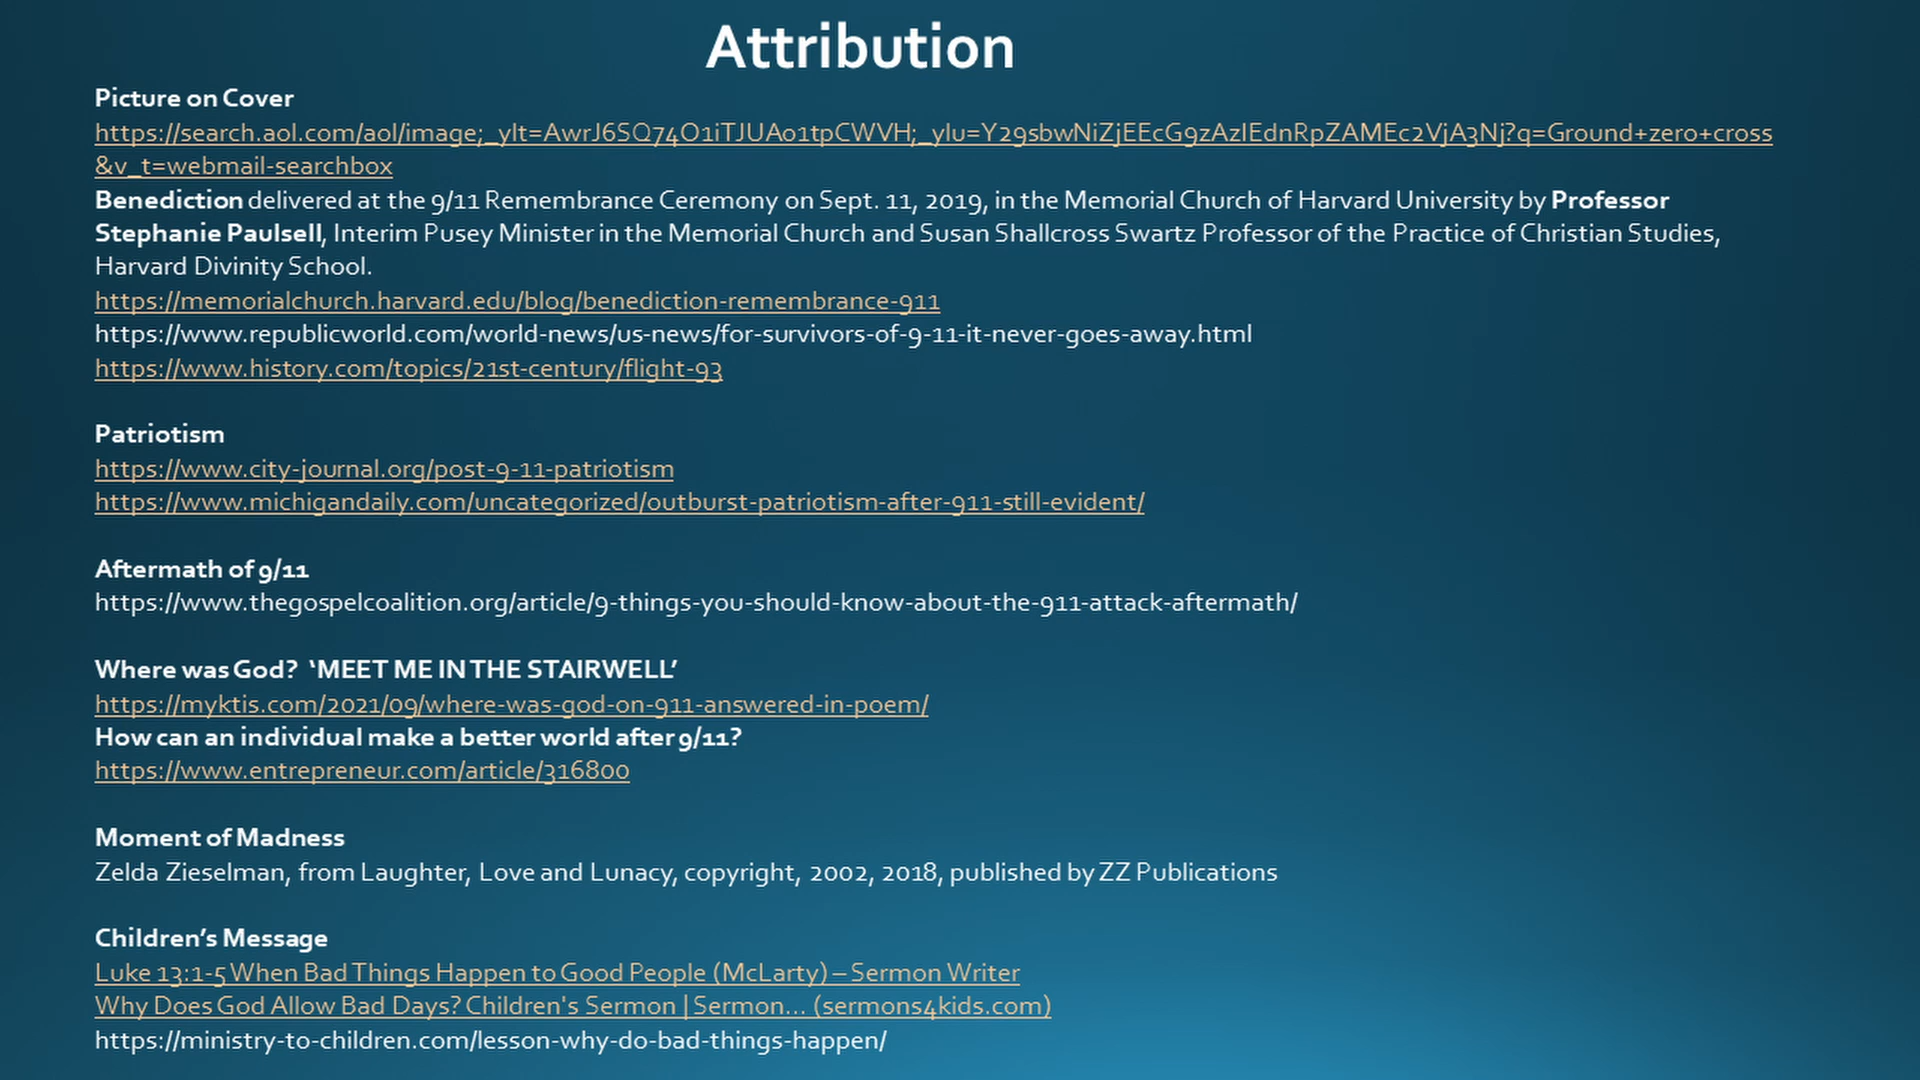 Attribution
Picture on Cover
https://search.aol.com/aol/image;_ylt=AwrJ6SQ74O1iTJUAo1tpCWVH;_ylu=Y29sbwNiZjEEcG9zAzIEdnRpZAMEc2VjA3Nj?q=Ground+zero+cross
&v_t=webmail-searchbox
Benediction delivered at the 9/11 Remembrance Ceremony on Sept. 11, 2019, in the Memorial Church of Harvard University by Professor
Stephanie Paulsell, Interim Pusey Minister in the Memorial Church and Susan Shallcross Swartz Professor of the Practice of Christian Studies,
Harvard Divinity School.
https://memorialchurch.harvard.edu/blog/benediction-remembrance-911
https://www.republicworld.com/world-news/us-news/for-survivors-of-9-11-it-never-goes-away.html
https://www.history.com/topics/21st-century/flight-93
Patriotism
https://www.city-journal.org/post-9-11-patriotism
https://www.michigandaily.com/uncategorized/outburst-patriotism-after-911-still-evident/
Aftermath of 9/11
https://www.thegospelcoalition.org/article/9-things-you-should-know-about-the-911-attack-aftermath/
Where was God?  ‘MEET ME IN THE STAIRWELL’
https://myktis.com/2021/09/where-was-god-on-911-answered-in-poem/
How can an individual make a better world after 9/11?
https://www.entrepreneur.com/article/316800
Moment of Madness
Zelda Zieselman, from Laughter, Love and Lunacy, copyright, 2002, 2018, published by ZZ Publications
Children’s Message
Luke 13:1-5 When Bad Things Happen to Good People (McLarty) – Sermon Writer
Why Does God Allow Bad Days? Children's Sermon | Sermon... (sermons4kids.com)
https://ministry-to-children.com/lesson-why-do-bad-things-happen/